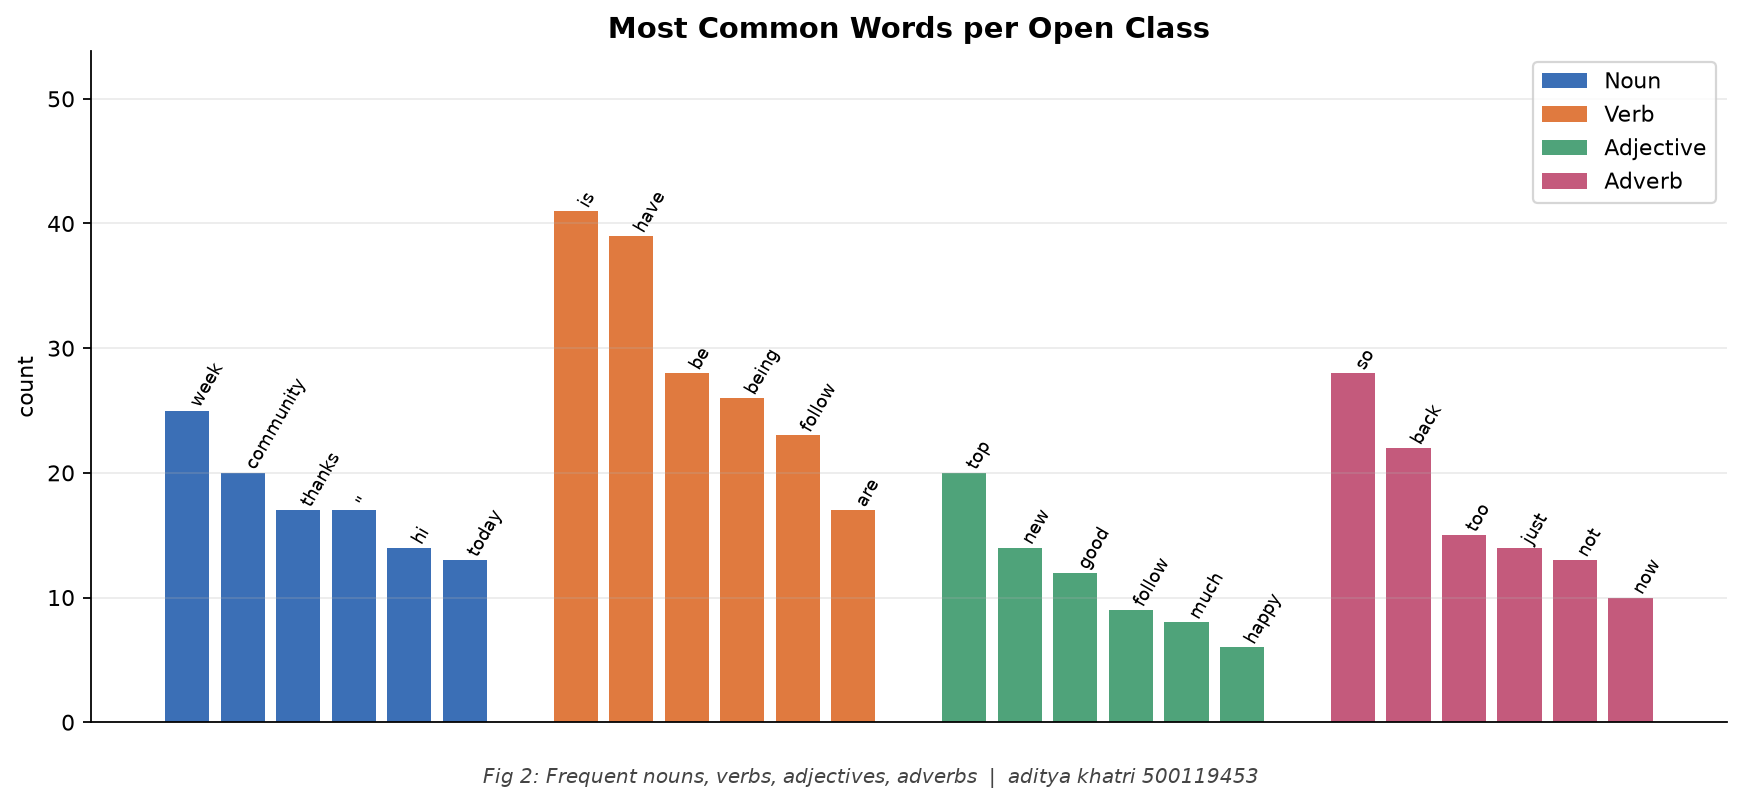 Most Common Words per Open Class
50
40
30
20
10
0
count
week
community
thanks
"
hi
today
is
have
be
being
follow
are
top
new
good
follow
much
happy
so
back
too
just
not
now
Noun
Verb
Adjective
Adverb
Fig 2: Frequent nouns, verbs, adjectives, adverbs | aditya khatri 500119453